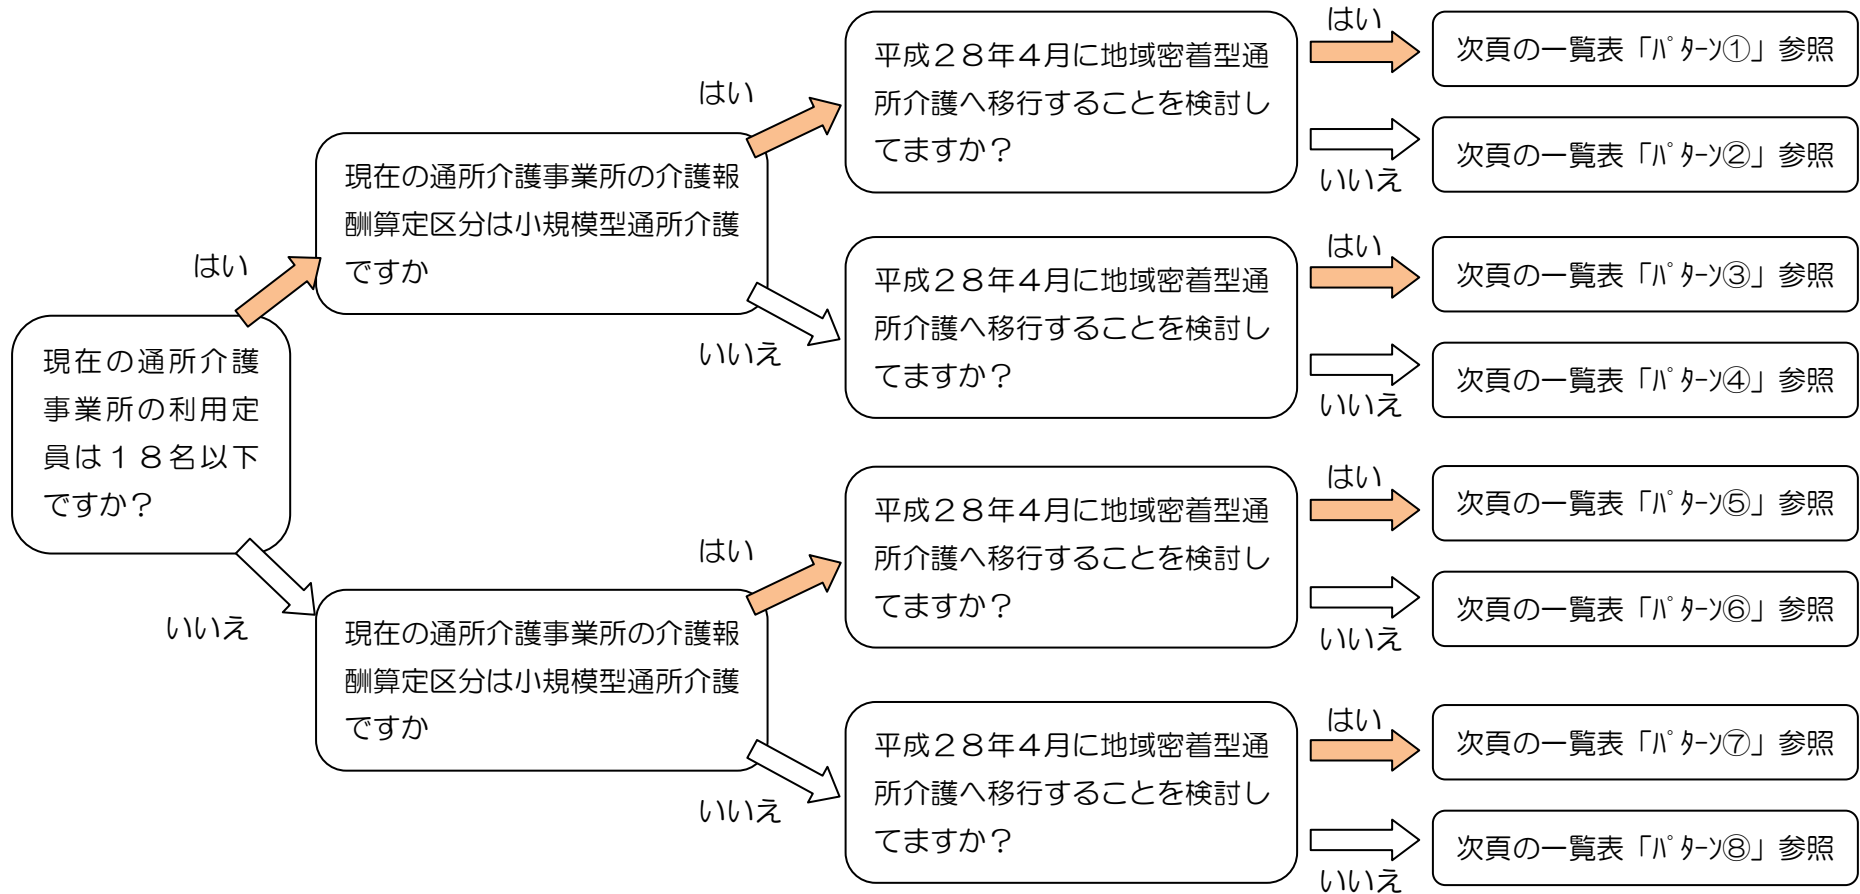 現在の通所介護
事業所の利用定
員は１８名以下
ですか？
はい
いいえ
現在の通所介護事業所の介護報
酬算定区分は小規模型通所介護
ですか
はい
いいえ
現在の通所介護事業所の介護報
酬算定区分は小規模型通所介護
ですか
はい
いいえ
平成２８年４月に地域密着型通
所介護へ移行することを検討し
てますか？
はい
次頁の一覧表「ﾊﾟﾀｰﾝ①」参照
いいえ
次頁の一覧表「ﾊﾟﾀｰﾝ②」参照
平成２８年４月に地域密着型通
所介護へ移行することを検討し
てますか？
はい
次頁の一覧表「ﾊﾟﾀｰﾝ③」参照
いいえ
次頁の一覧表「ﾊﾟﾀｰﾝ④」参照
平成２８年４月に地域密着型通
所介護へ移行することを検討し
てますか？
はい
次頁の一覧表「ﾊﾟﾀｰﾝ⑤」参照
いいえ
次頁の一覧表「ﾊﾟﾀｰﾝ⑥」参照
平成２８年４月に地域密着型通
所介護へ移行することを検討し
てますか？
はい
次頁の一覧表「ﾊﾟﾀｰﾝ⑦」参照
いいえ
次頁の一覧表「ﾊﾟﾀｰﾝ⑧」参照